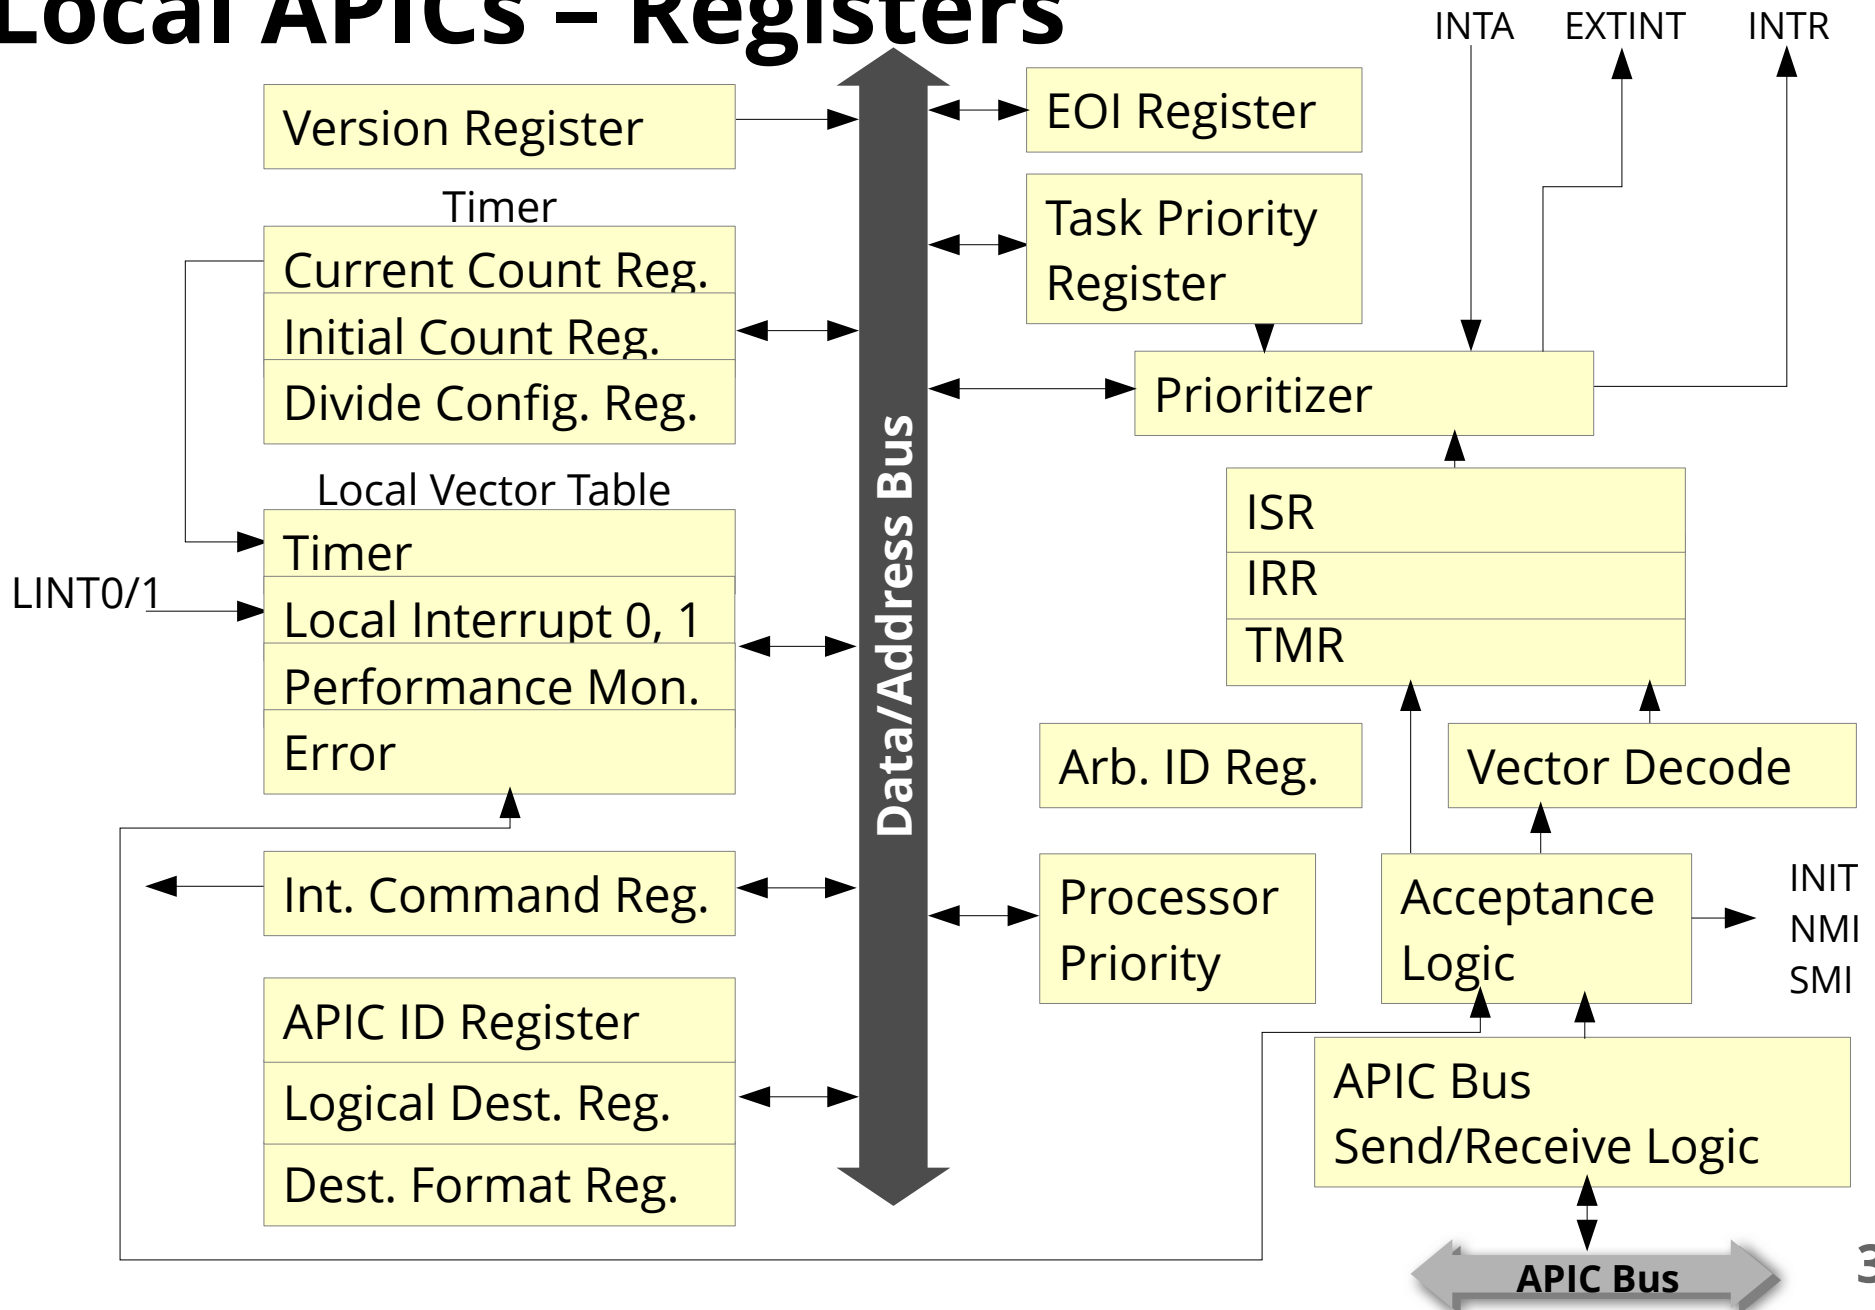 Local APICs – Registers
INTA
EXTINT
INTR
Version Register
EOI Register
Timer
Current Count Reg.
Initial Count Reg.
Divide Config. Reg.
Task Priority
Register
Prioritizer
Data/Address Bus
Local Vector Table
Timer
LINT0/1
Local Interrupt 0, 1
Performance Mon.
Error
ISR
IRR
TMR
Arb. ID Reg.
Vector Decode
Int. Command Reg.
Processor
Priority
Acceptance
Logic
INIT
NMI
SMI
APIC ID Register
Logical Dest. Reg.
Dest. Format Reg.
APIC Bus
Send/Receive Logic
APIC Bus